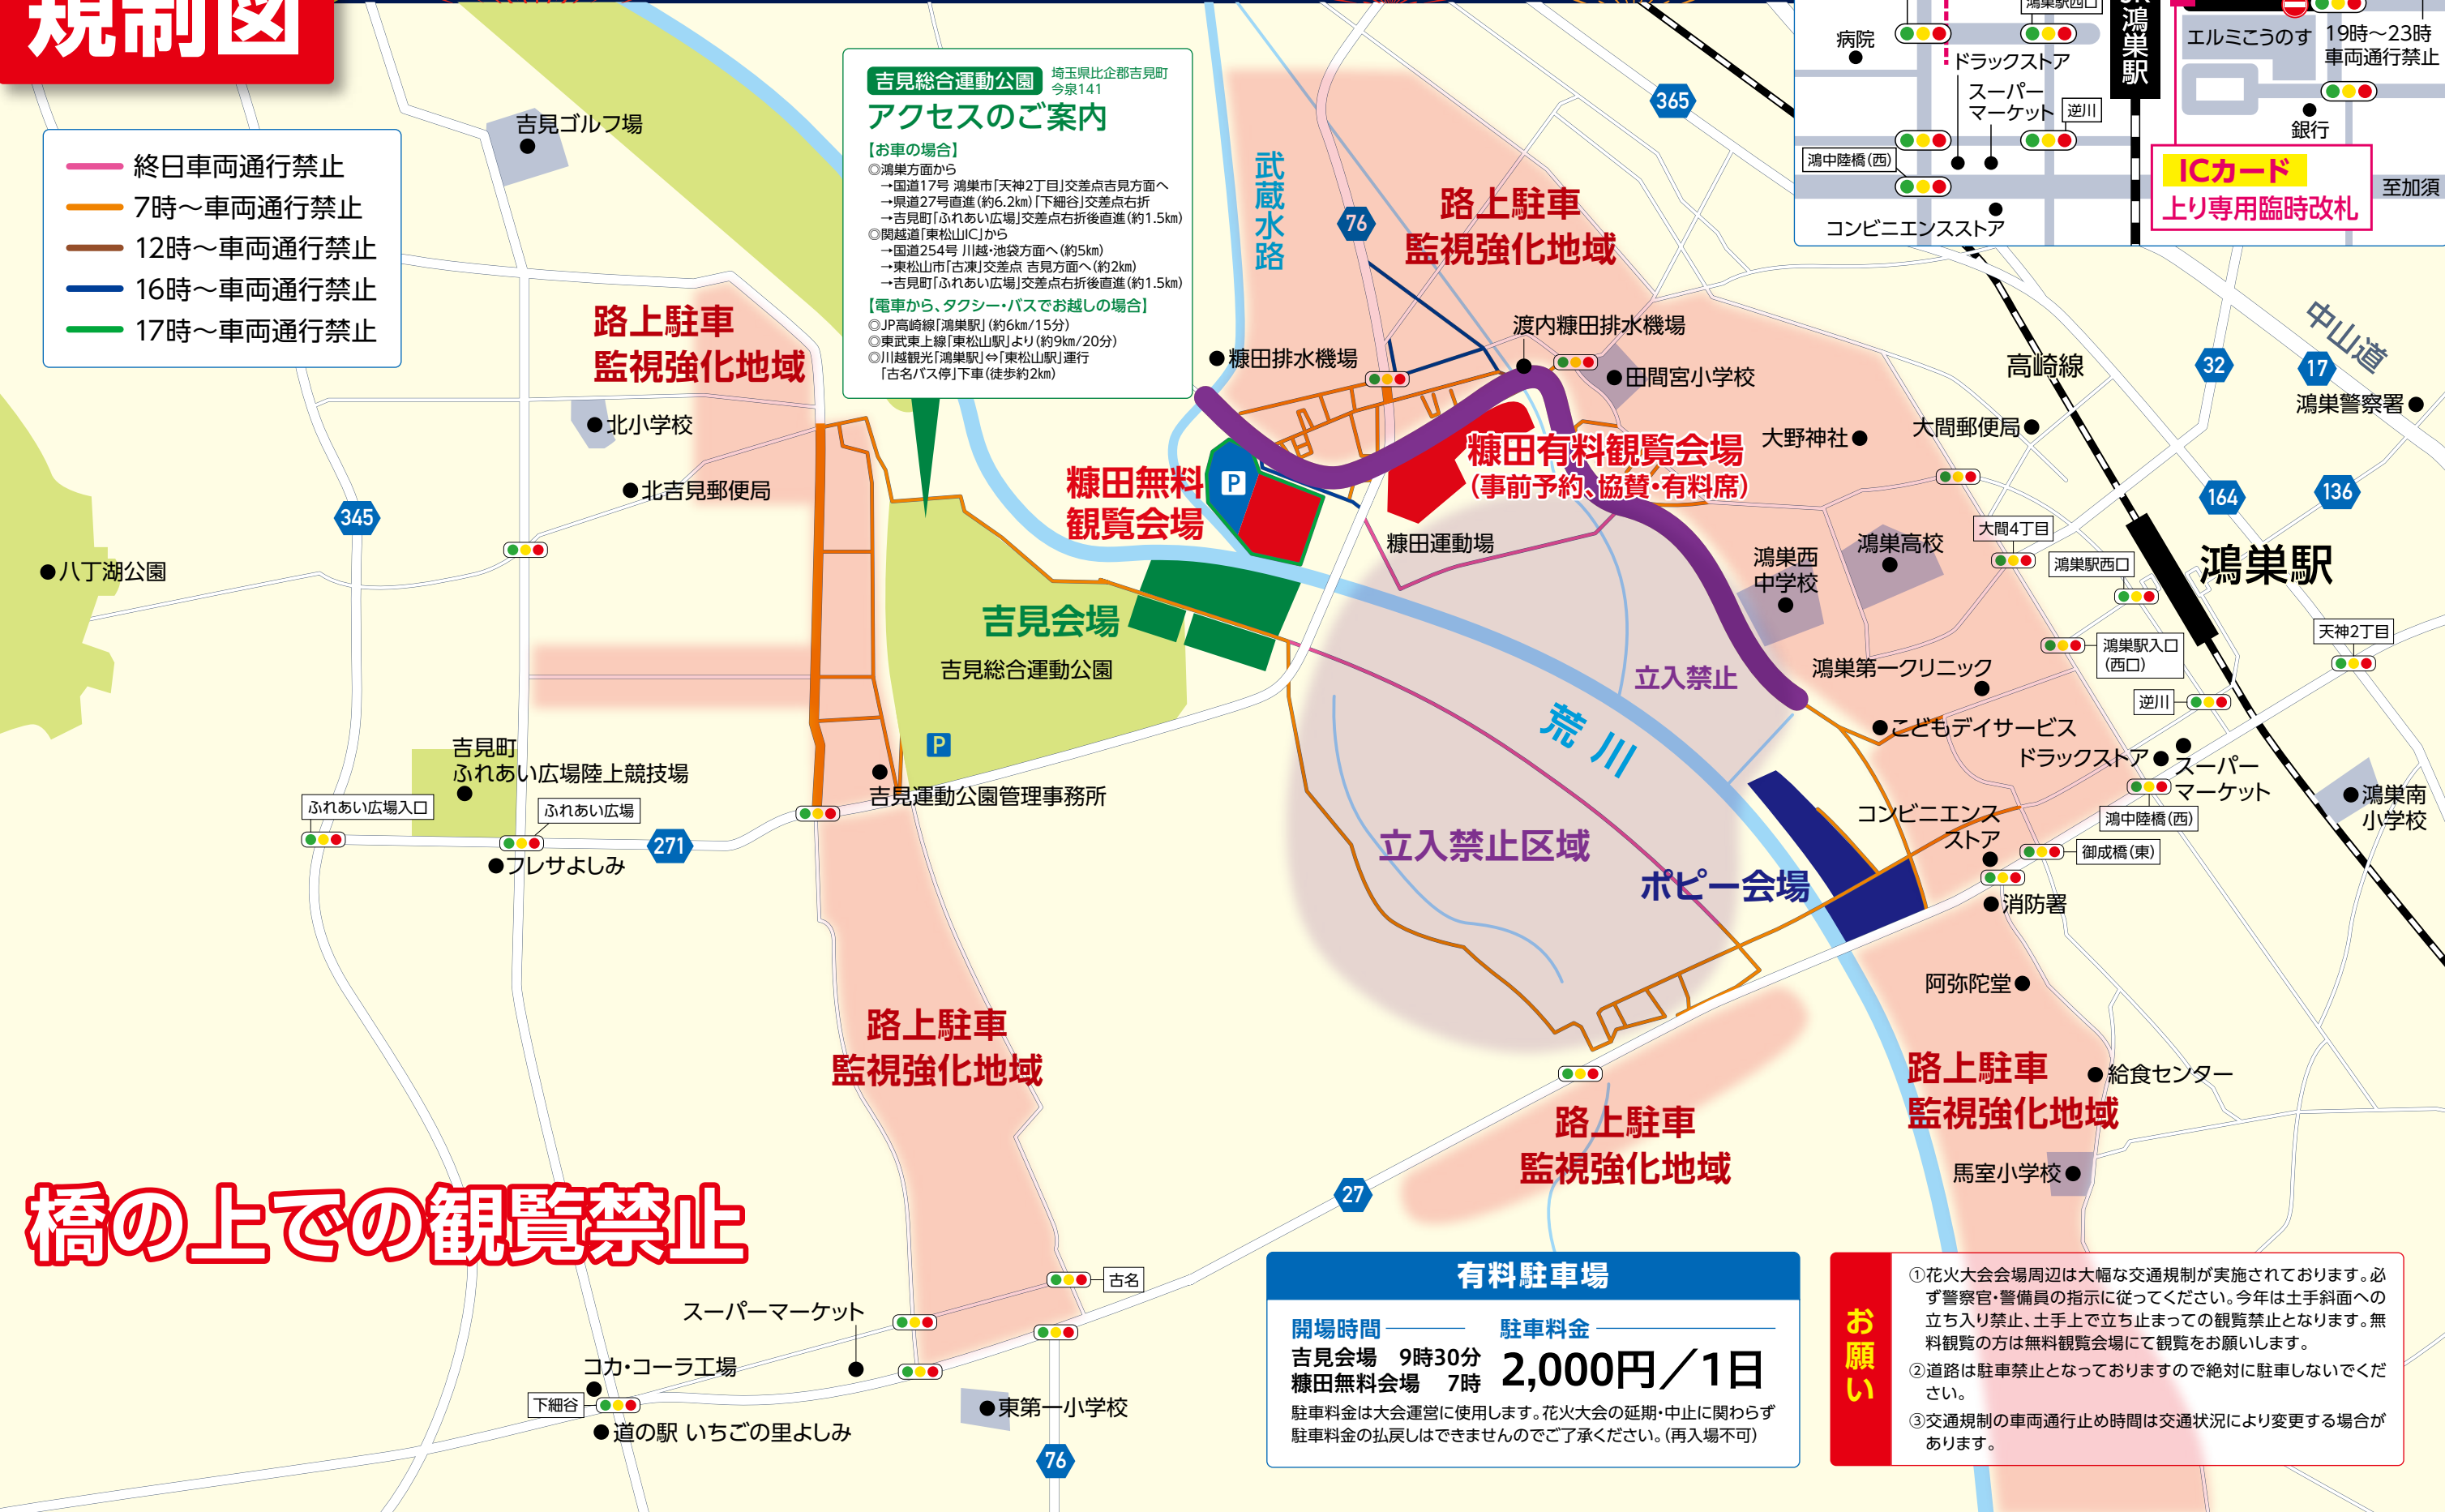 規制図
終日車両通行禁止
7時～車両通行禁止
12時～車両通行禁止
16時～車両通行禁止
17時～車両通行禁止
吉見総合運動公園
埼玉県比企郡吉見町
今泉141
アクセスのご案内
【お車の場合】
◎鴻巣方面から
→国道17号 鴻巣市「天神2丁目」交差点吉見方面へ
→県道27号直進(約6.2km)「下細谷」交差点右折
→吉見町「ふれあい広場」交差点右折後直進(約1.5km)
◎関越道「東松山IC」から
→国道254号 川越・池袋方面へ(約5km)
→東松山市「古凍」交差点 吉見方面へ(約2km)
→吉見町「ふれあい広場」交差点右折後直進(約1.5km)
【電車から、タクシー・バスでお越しの場合】
◎JP高崎線「鴻巣駅」(約6km/15分)
◎東武東上線「東松山駅」より(約9km/20分)
◎川越観光「鴻巣駅」⇔「東松山駅」運行
「古名バス停」下車(徒歩約2km)
病院
ドラックストア
スーパー
マーケット
逆川
鴻中陸橋(西)
コンビニエンスストア
鴻巣駅西口
鴻巣駅
エルミこうのす
19時～23時
車両通行禁止
銀行
ICカード
上り専用臨時改札
至加須
吉見ゴルフ場
武蔵水路
365
76
路上駐車
監視強化地域
路上駐車
監視強化地域
渡内糠田排水機場
糠田排水機場
田間宮小学校
高崎線
中山道
32
17
鴻巣警察署
大間郵便局
大野神社
北小学校
北吉見郵便局
345
糠田無料
観覧会場
P
糠田有料観覧会場
(事前予約、協賛・有料席)
164
136
糠田運動場
鴻巣西
中学校
鴻巣高校
大間4丁目
鴻巣駅西口
鴻巣駅
八丁湖公園
吉見会場
吉見総合運動公園
立入禁止
鴻巣第一クリニック
鴻巣駅入口
(西口)
天神2丁目
逆川
荒川
こどもデイサービス
ドラックストア
スーパー
マーケット
吉見町
ふれあい広場陸上競技場
P
吉見運動公園管理事務所
ふれあい広場入口
ふれあい広場
271
フレサよしみ
立入禁止区域
ポピー会場
コンビニエンス
ストア
鴻中陸橋(西)
御成橋(東)
鴻巣南
小学校
消防署
阿弥陀堂
路上駐車
監視強化地域
路上駐車
監視強化地域
路上駐車
監視強化地域
給食センター
馬室小学校
27
橋の上での観覧禁止
古名
スーパーマーケット
コカ・コーラ工場
下細谷
道の駅 いちごの里よしみ
東第一小学校
76
有料駐車場
開場時間
吉見会場 9時30分
糠田無料会場 7時
駐車料金
2,000円／1日
駐車料金は大会運営に使用します。花火大会の延期・中止に関わらず
駐車料金の払戻しはできませんのでご了承ください。(再入場不可)
お願い
①花火大会会場周辺は大幅な交通規制が実施されております。必
ず警察官・警備員の指示に従ってください。今年は土手斜面への
立ち入り禁止、土手上で立ち止まっての観覧禁止となります。無
料観覧の方は無料観覧会場にて観覧をお願いします。
②道路は駐車禁止となっておりますので絶対に駐車しないでくだ
さい。
③交通規制の車両通行止め時間は交通状況により変更する場合が
あります。